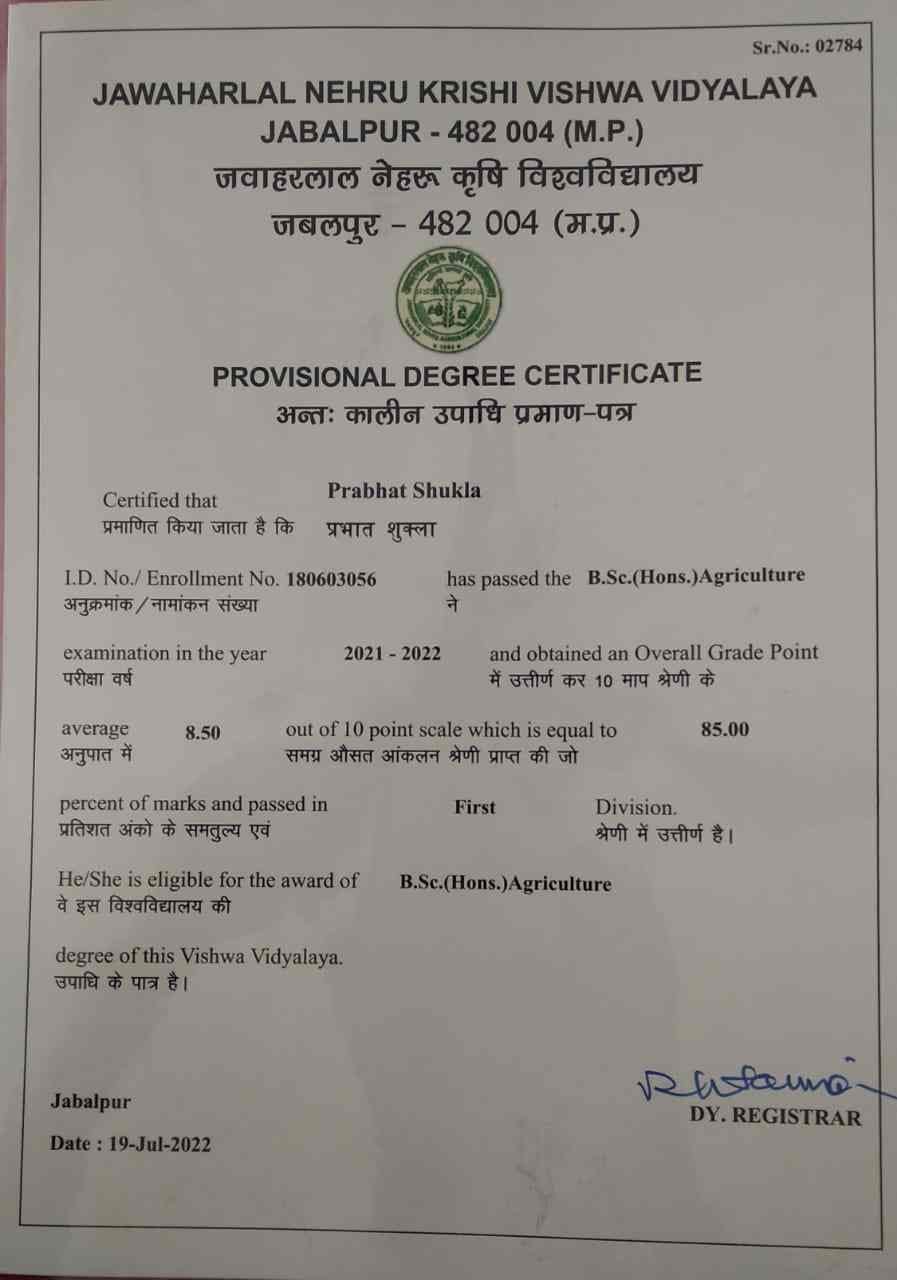 Sr.No.: 02784
JAWAHARLAL NEHRU KRISHI VISHWA VIDYALAYA
JABALPUR - 482 004 (M.P.)
जवाहरलाल नेहरू कृषि विश्वविद्यालय
जबलपुर – 482 004 (म.प्र.)
PROVISIONAL DEGREE CERTIFICATE
अन्तः कालीन उपाधि प्रमाण-पत्र
Certified that Prabhat Shukla
प्रमाणित किया जाता है कि प्रभात शुक्ला
I.D. No./ Enrollment No. 180603056 has passed the B.Sc.(Hons.)Agriculture
अनुक्रमांक/नामांकन संख्या ने
examination in the year 2021 - 2022 and obtained an Overall Grade Point
परीक्षा वर्ष में उत्तीर्ण कर 10 माप श्रेणी के
average 8.50 out of 10 point scale which is equal to 85.00
अनुपात में समग्र औसत आंकलन श्रेणी प्राप्त की जो
percent of marks and passed in First Division.
प्रतिशत अंको के समतुल्य एवं श्रेणी में उत्तीर्ण है।
He/She is eligible for the award of B.Sc.(Hons.)Agriculture
वे इस विश्वविद्यालय की
degree of this Vishwa Vidyalaya.
उपाधि के पात्र है।
Jabalpur
DY. REGISTRAR
Date : 19-Jul-2022